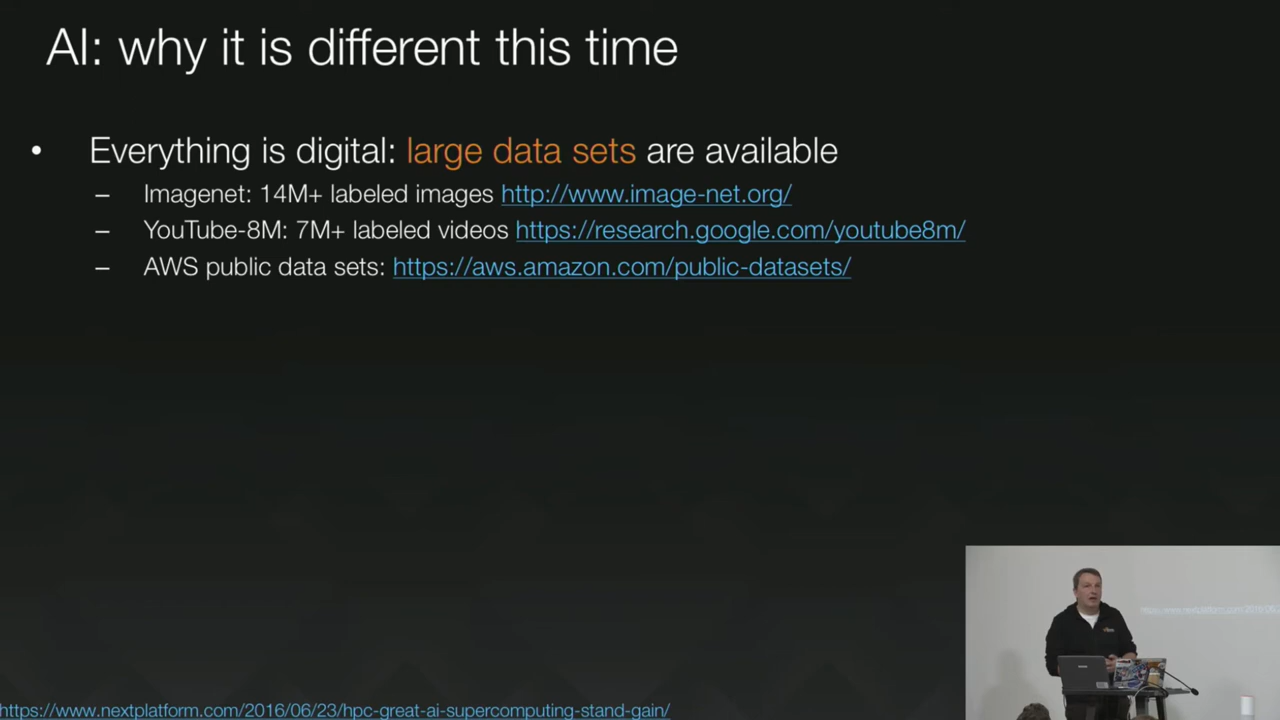 AI: why it is different this time
• Everything is digital: large data sets are available
– Imagenet: 14M+ labeled images http://www.image-net.org/
– YouTube-8M: 7M+ labeled videos https://research.google.com/youtube8m/
– AWS public data sets: https://aws.amazon.com/public-datasets/
https://www.nextplatform.com/2016/06/23/hpc-great-ai-supercomputing-stand-gain/